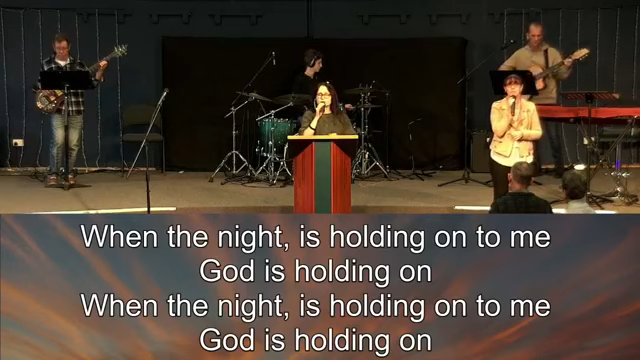 When the night, is holding on to me
God is holding on
When the night, is holding on to me
God is holding on